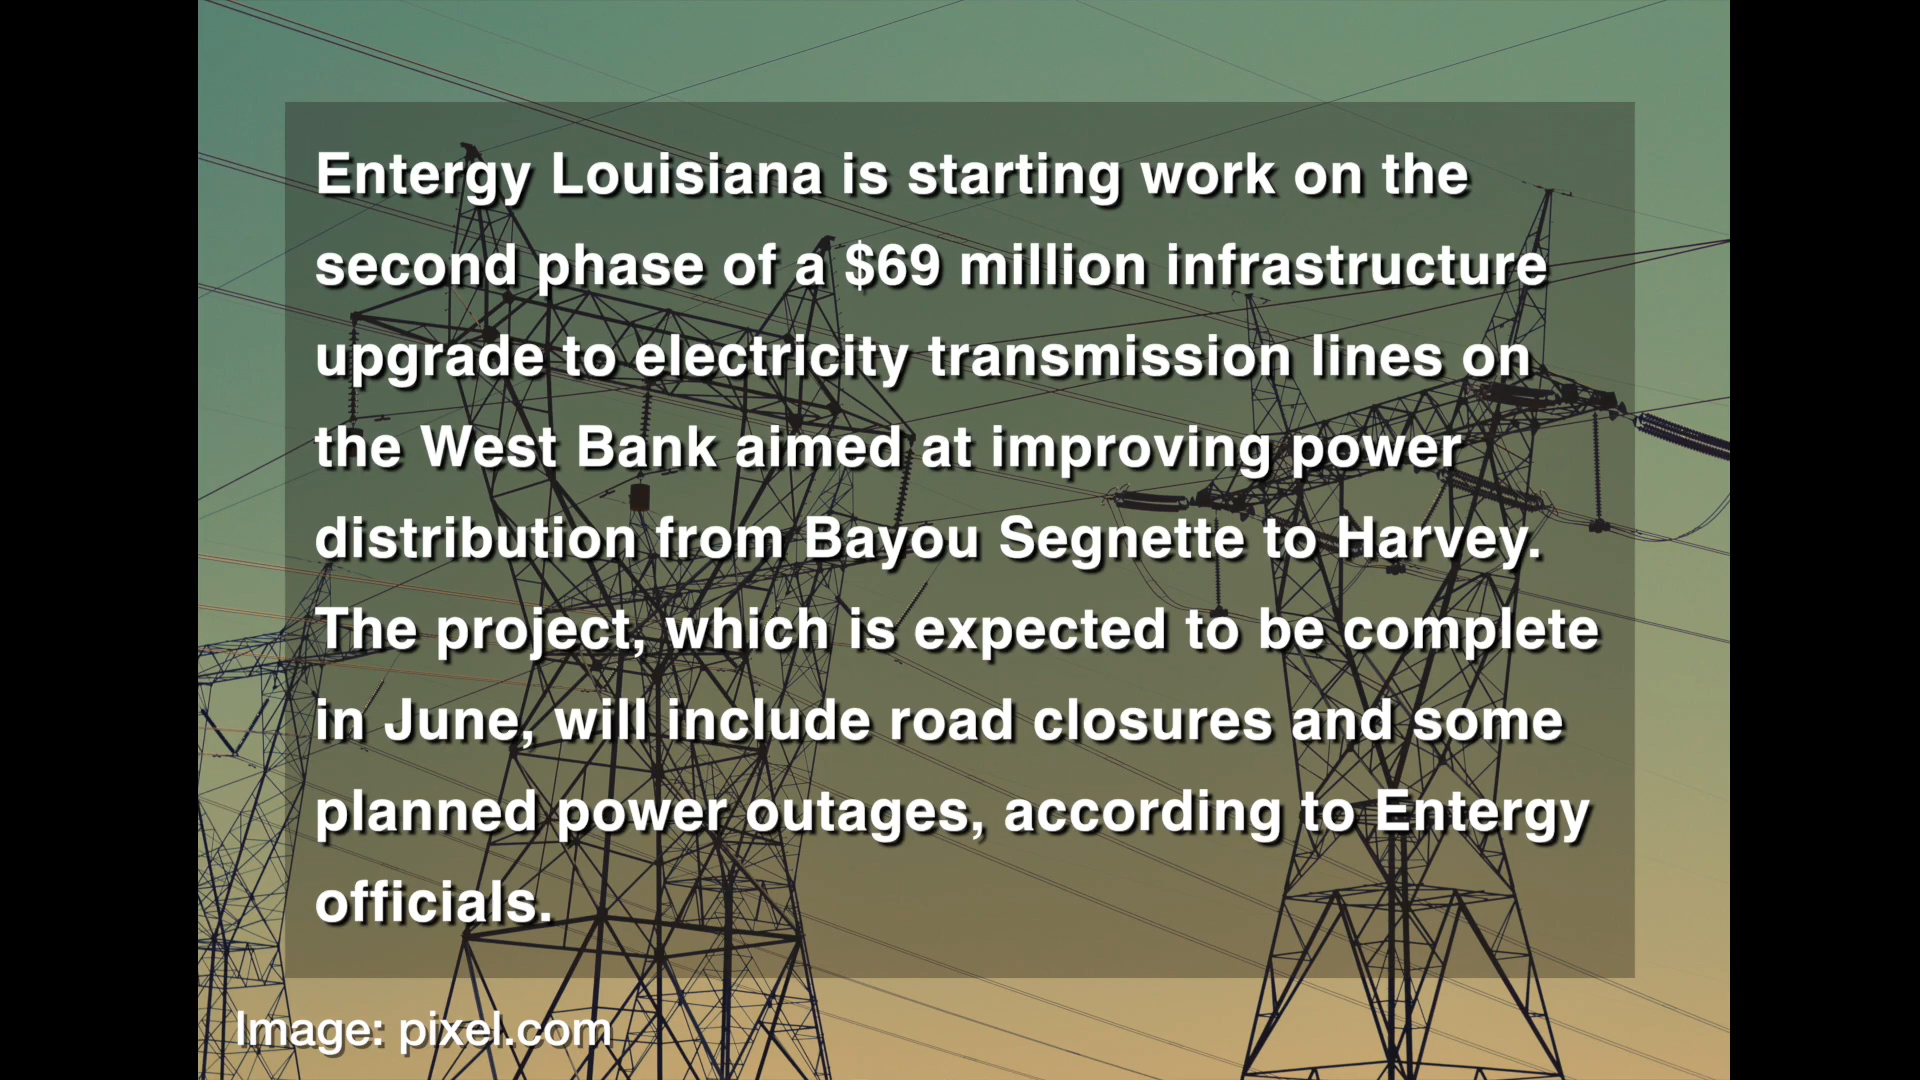 Entergy Louisiana is starting work on the
second phase of a $69 million infrastructure
upgrade to electricity transmission lines on
the West Bank aimed at improving power
distribution from Bayou Segnette to Harvey.
The project, which is expected to be complete
in June, will include road closures and some
planned power outages, according to Entergy
officials.
Image: pixel.com